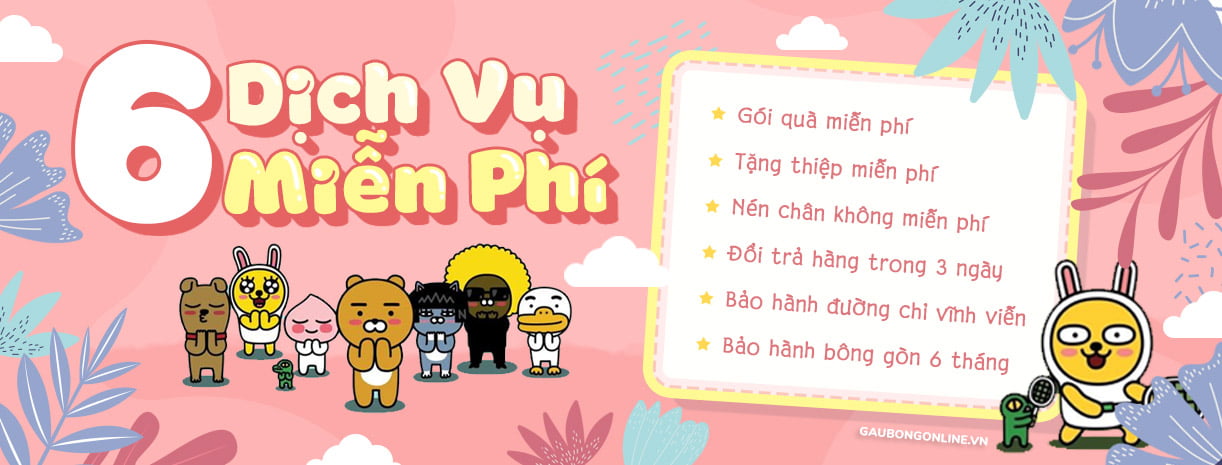 6
Dịch Vụ
Miễn Phí
Gói quà miễn phí
Tặng thiệp miễn phí
Nén chân không miễn phí
Đổi trả hàng trong 3 ngày
Bảo hành đường chỉ vĩnh viễn
Bảo hành bông gòn 6 tháng
GAUBONGONLINE.VN